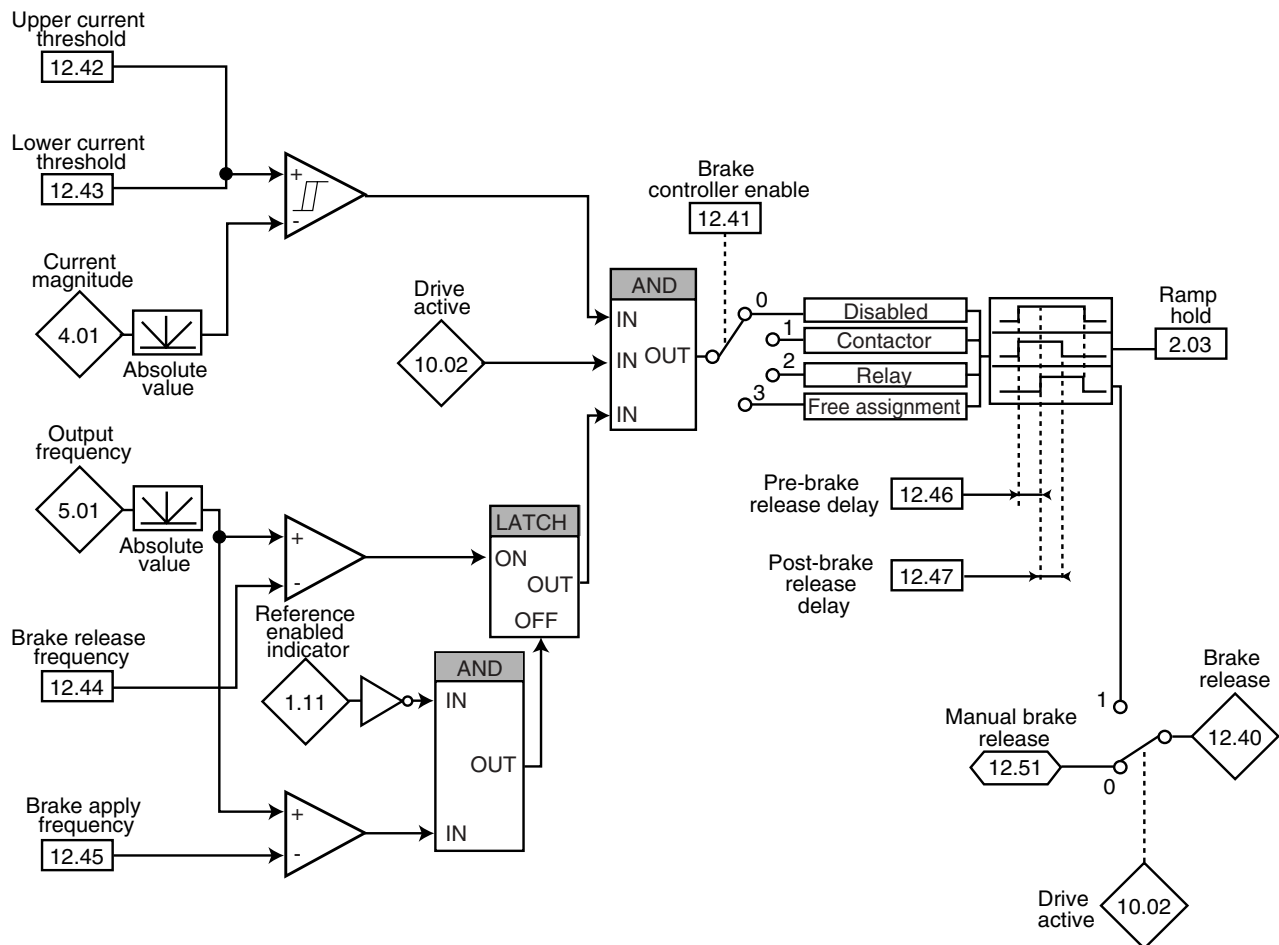 Upper current
threshold
12.42
Lower current
threshold
12.43
+
-
Current
magnitude
4.01
Absolute
value
Drive
active
10.02
AND
IN
IN
OUT
IN
Brake
controller enable
12.41
0
1
2
3
Disabled
Contactor
Relay
Free assignment
Ramp
hold
2.03
Output
frequency
5.01
Absolute
value
+
-
LATCH
ON
OUT
OFF
Pre-brake
release delay
12.46
Post-brake
release
delay
12.47
Brake release
frequency
12.44
Reference
enabled
indicator
1.11
AND
IN
OUT
IN
Brake apply
frequency
12.45
+
-
Manual brake
release
12.51
1
0
Brake
release
12.40
Drive
active
10.02